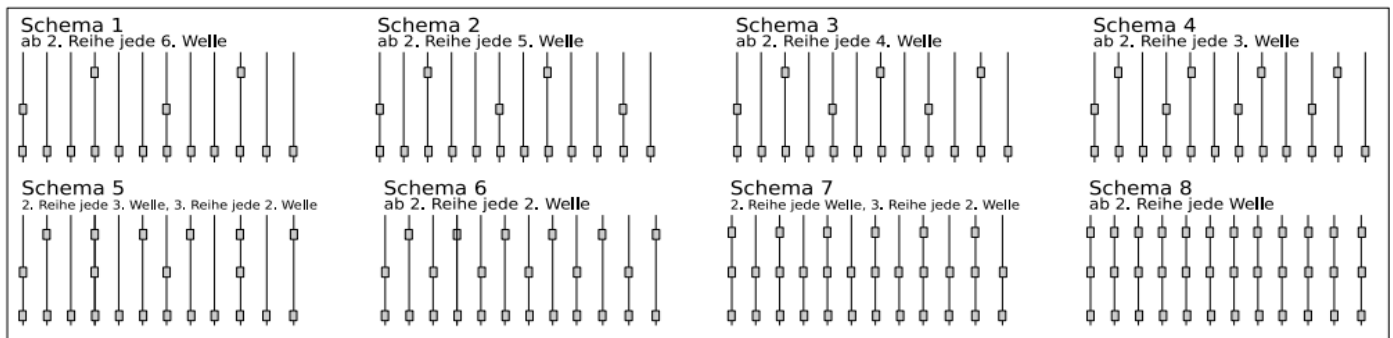 Schema 1
ab 2. Reihe jede 6. Welle
Schema 2
ab 2. Reihe jede 5. Welle
Schema 3
ab 2. Reihe jede 4. Welle
Schema 4
ab 2. Reihe jede 3. Welle
Schema 5
2. Reihe jede 3. Welle, 3. Reihe jede 2. Welle
Schema 6
ab 2. Reihe jede 2. Welle
Schema 7
2. Reihe jede Welle, 3. Reihe jede 2. Welle
Schema 8
ab 2. Reihe jede Welle